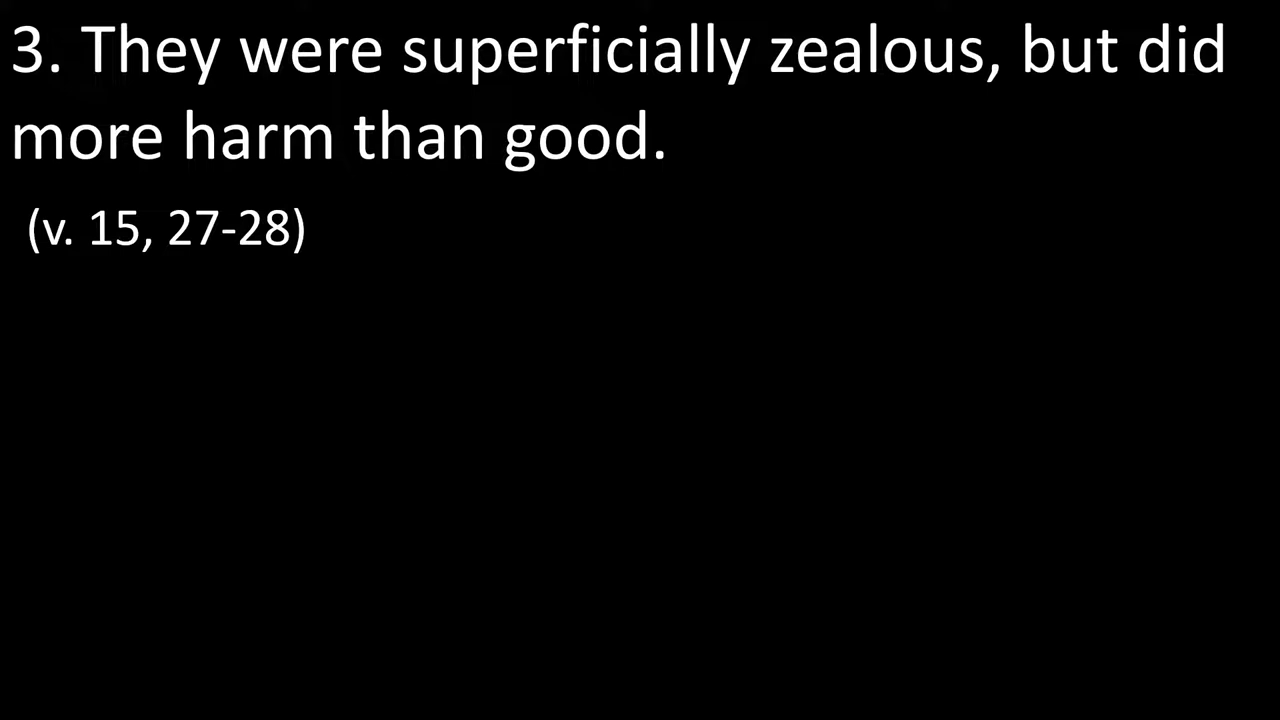 3. They were superficially zealous, but did
more harm than good.
(v. 15, 27-28)